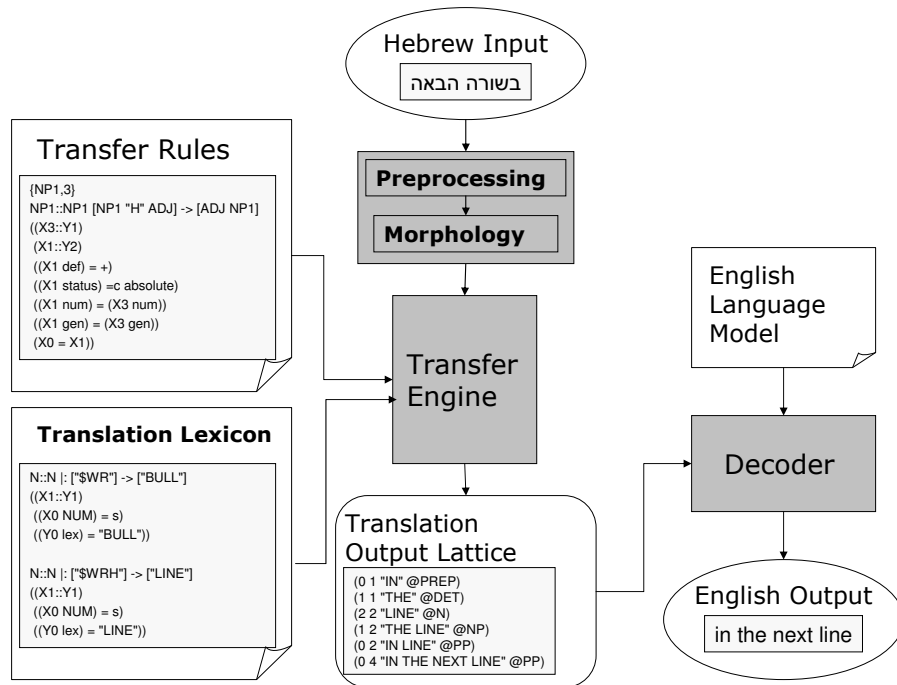 Hebrew Input
בשורה הבאה
Transfer Rules
{NP1,3}
NP1::NP1 [NP1 "H" ADJ] -> [ADJ NP1]
((X3::Y1)
(X1::Y2)
((X1 def) = +)
((X1 status) =c absolute)
((X1 num) = (X3 num))
((X1 gen) = (X3 gen))
(X0 = X1))
Preprocessing
Morphology
Translation Lexicon
N::N |: ["$WR"] -> ["BULL"]
((X1::Y1)
((X0 NUM) = s)
((Y0 lex) = "BULL"))
N::N |: ["$WRH"] -> ["LINE"]
((X1::Y1)
((X0 NUM) = s)
((Y0 lex) = "LINE"))
Transfer
Engine
Translation
Output Lattice
(0 1 "IN" @PREP)
(1 1 "THE" @DET)
(2 2 "LINE" @N)
(1 2 "THE LINE" @NP)
(0 2 "IN LINE" @PP)
(0 4 "IN THE NEXT LINE" @PP)
English
Language
Model
Decoder
English Output
in the next line